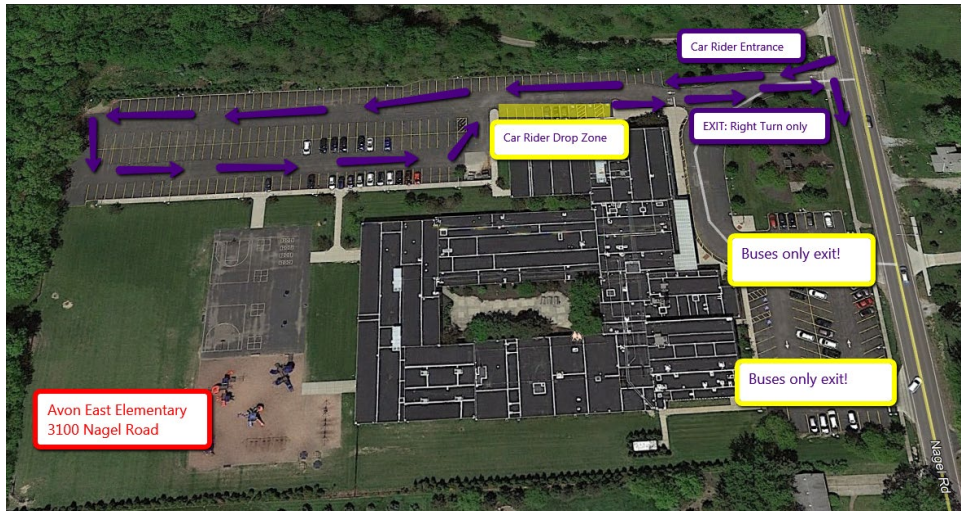 Car Rider Entrance
EXIT: Right Turn only
Car Rider Drop Zone
Buses only exit!
Buses only exit!
Avon East Elementary
3100 Nagel Road
Nagel Rd